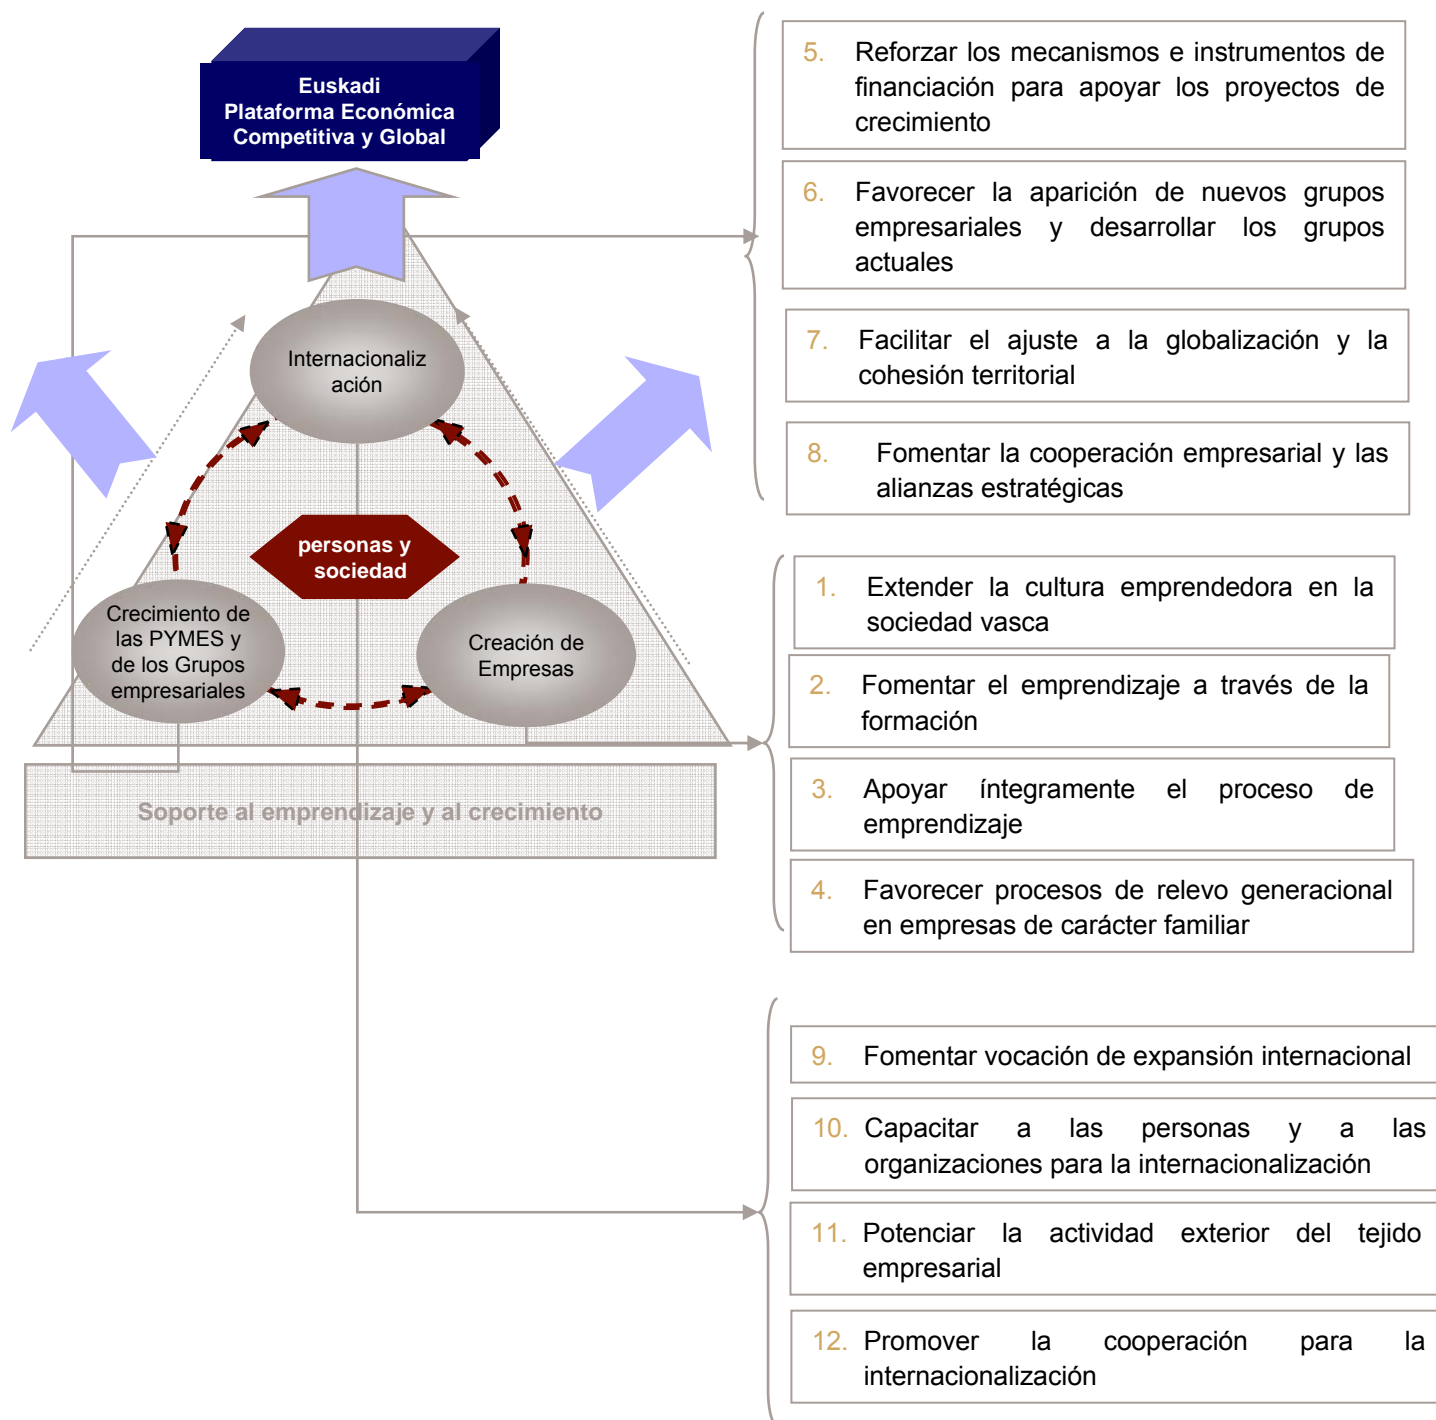 Euskadi
Plataforma Económica
Competitiva y Global
Internacionaliz
ación
personas y
sociedad
Crecimiento de
las PYMES y
de los Grupos
empresariales
Creación de
Empresas
Soporte al emprendizaje y al crecimiento
5. Reforzar los mecanismos e instrumentos de
financiación para apoyar los proyectos de
crecimiento
6. Favorecer la aparición de nuevos grupos
empresariales y desarrollar los grupos
actuales
7. Facilitar el ajuste a la globalización y la
cohesión territorial
8. Fomentar la cooperación empresarial y las
alianzas estratégicas
1. Extender la cultura emprendedora en la
sociedad vasca
2. Fomentar el emprendizaje a través de la
formación
3. Apoyar íntegramente el proceso de
emprendizaje
4. Favorecer procesos de relevo generacional
en empresas de carácter familiar
9. Fomentar vocación de expansión internacional
10. Capacitar a las personas y a las
organizaciones para la internacionalización
11. Potenciar la actividad exterior del tejido
empresarial
12. Promover la cooperación para la
internacionalización